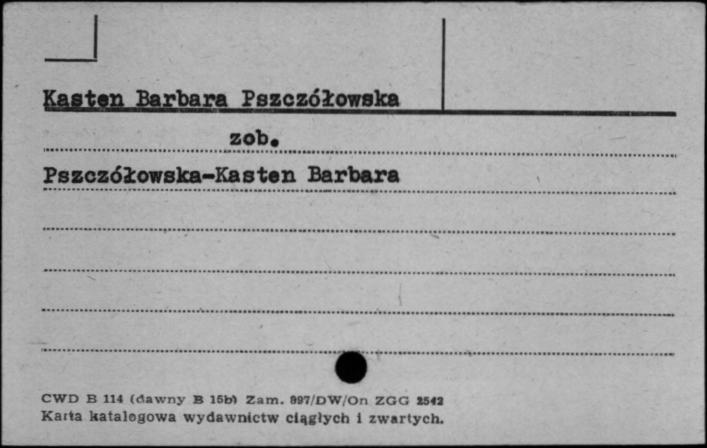 Kasten Barbara Pszczółowska
zob.
Pszczółowska-Kasten Barbara
CWD B 114 (dawny B 15b) Zam. 897/DW/On ZGG 2542
Karta katalogowa wydawnictw ciągłych i zwartych.